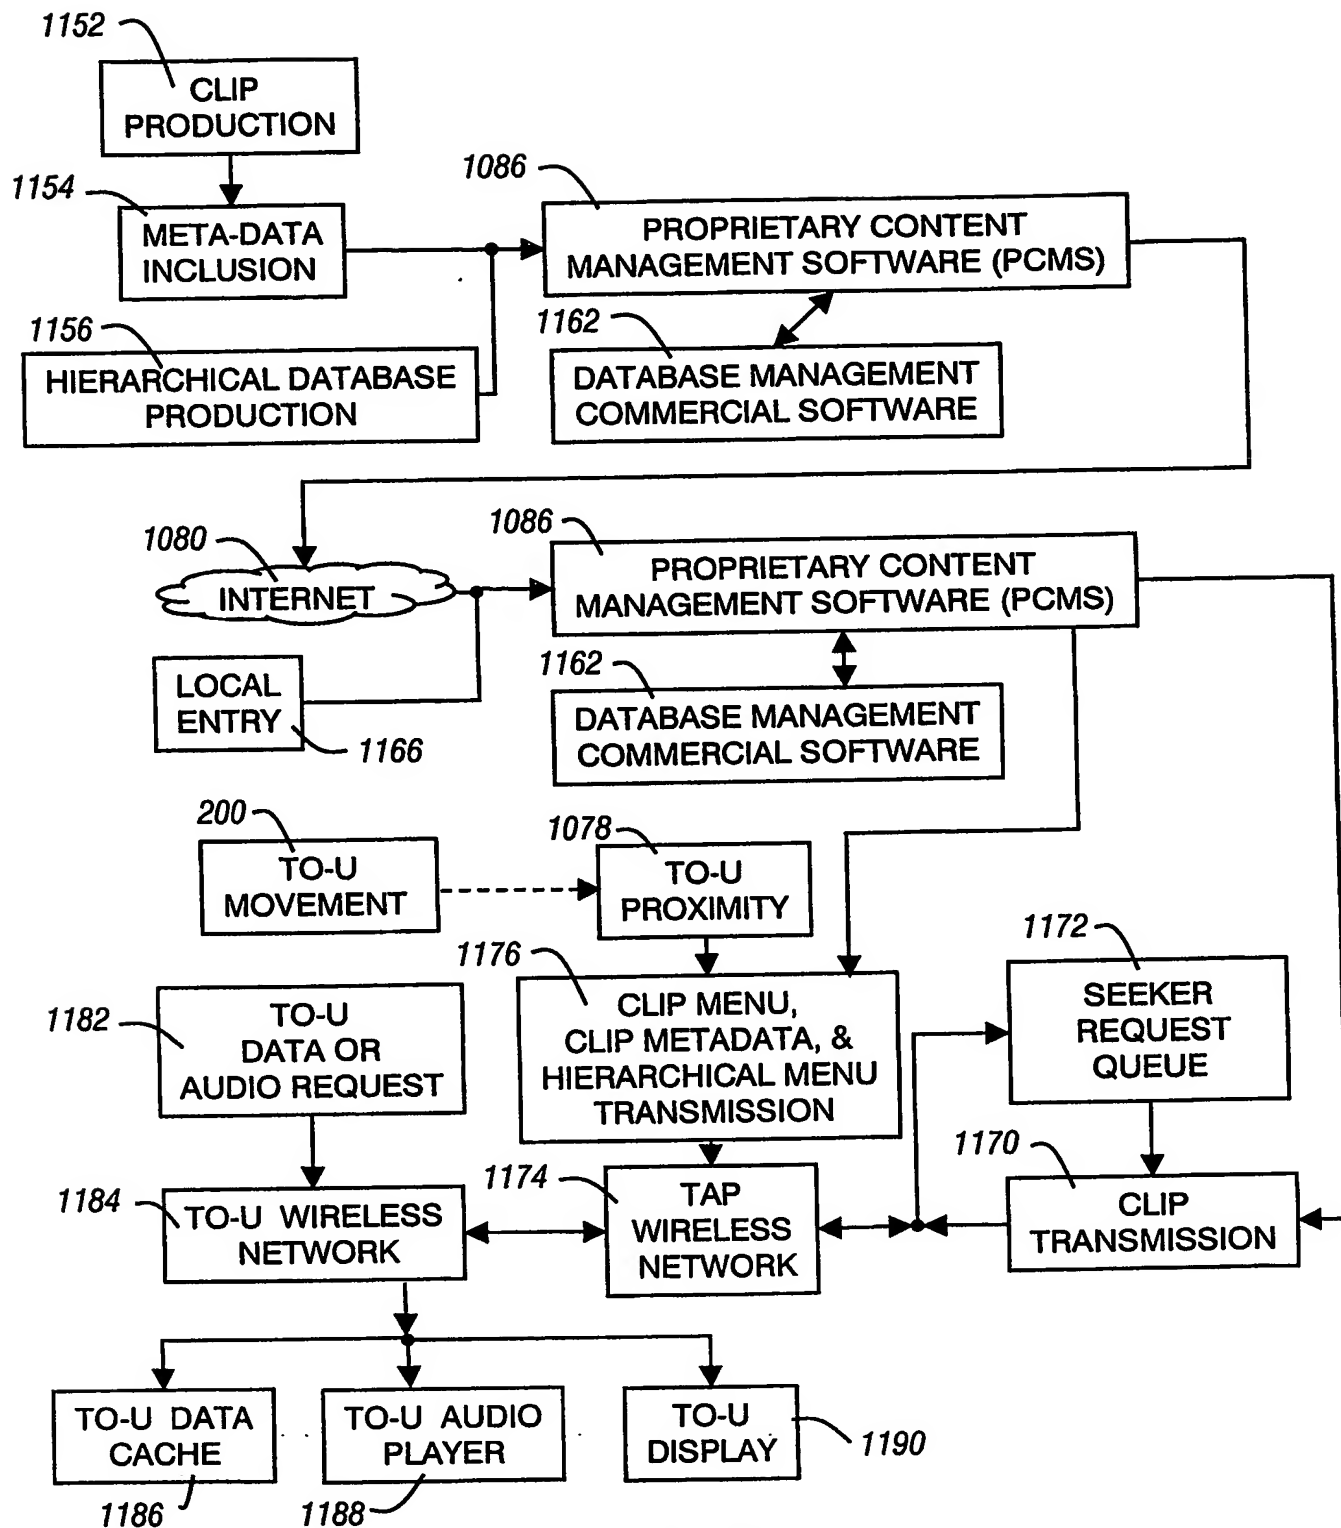 1152
CLIP
PRODUCTION
1154
META-DATA
INCLUSION
1086
PROPRIETARY CONTENT
MANAGEMENT SOFTWARE (PCMS)
1156
HIERARCHICAL DATABASE
PRODUCTION
1162
DATABASE MANAGEMENT
COMMERCIAL SOFTWARE
1080
INTERNET
1086
PROPRIETARY CONTENT
MANAGEMENT SOFTWARE (PCMS)
LOCAL
ENTRY
1166
1162
DATABASE MANAGEMENT
COMMERCIAL SOFTWARE
200
TO-U
MOVEMENT
1078
TO-U
PROXIMITY
1182
TO-U
DATA OR
AUDIO REQUEST
1176
CLIP MENU,
CLIP METADATA, &
HIERARCHICAL MENU
TRANSMISSION
1172
SEEKER
REQUEST
QUEUE
1184
TO-U WIRELESS
NETWORK
1174
TAP
WIRELESS
NETWORK
1170
CLIP
TRANSMISSION
TO-U DATA
CACHE
1186
TO-U AUDIO
PLAYER
1188
TO-U
DISPLAY
1190